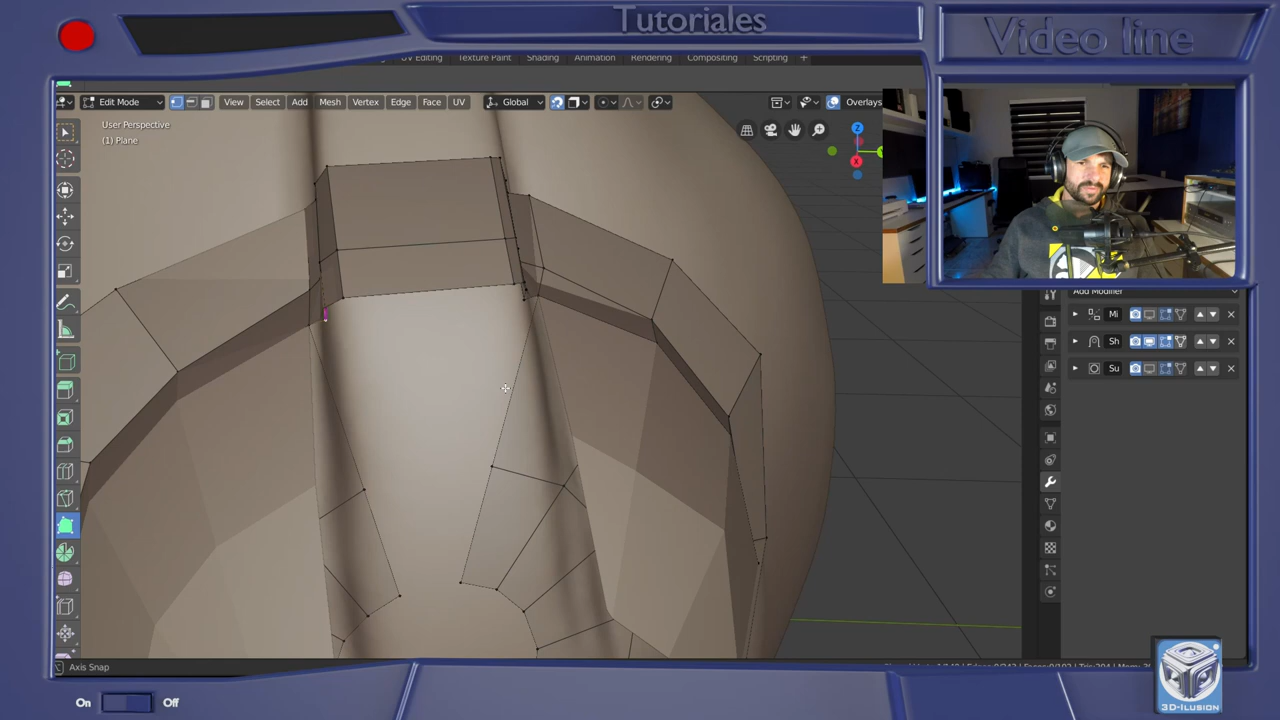 Tutoriales
Video line
UV Editing Texture Paint Shading Animation Rendering Compositing Scripting +
Edit Mode View Select Add Mesh Vertex Edge Face UV Global Overlays
User Perspective
(1) Plane
Z
Y
X
Add Modifier
Mi
Sh
Su
Axis Snap
On Off
3D-ILUSION